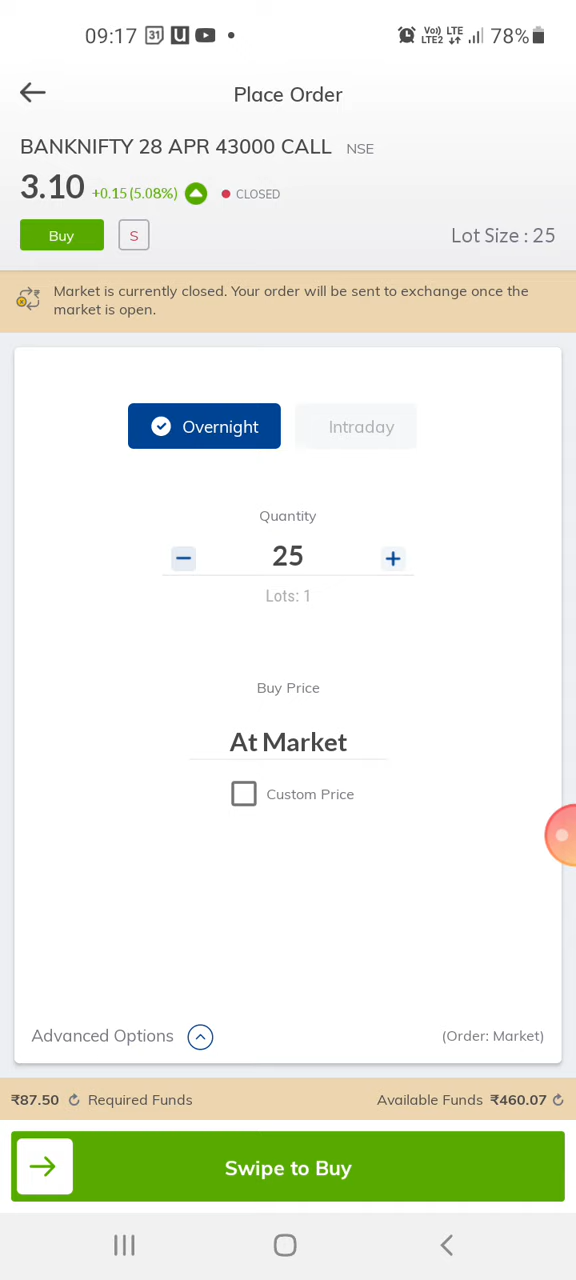 09:17 31 U Vo) LTE 78%
LTE2
Place Order
BANKNIFTY 28 APR 43000 CALL NSE
3.10 +0.15(5.08%) CLOSED
Buy S Lot Size : 25
Market is currently closed. Your order will be sent to exchange once the
market is open.
Overnight Intraday
Quantity
− 25 +
Lots: 1
Buy Price
At Market
Custom Price
Advanced Options (Order: Market)
₹87.50 Required Funds Available Funds ₹460.07
Swipe to Buy